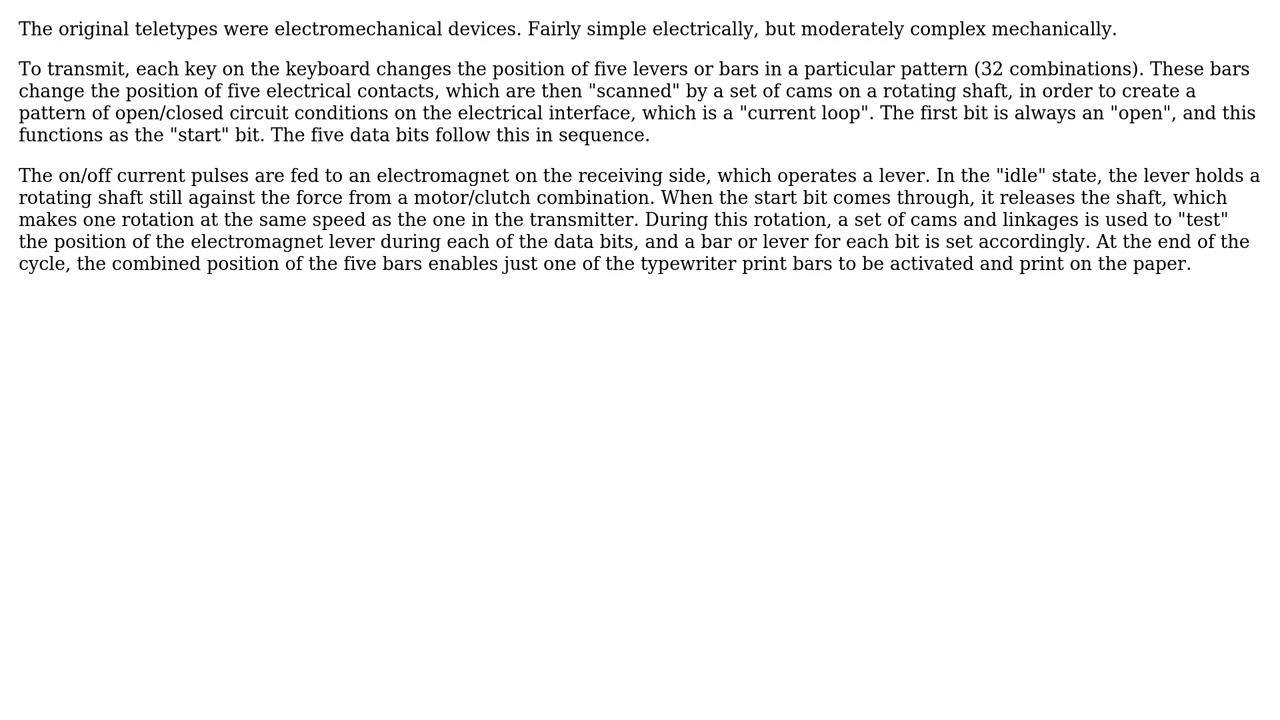 The original teletypes were electromechanical devices. Fairly simple electrically, but moderately complex mechanically.
To transmit, each key on the keyboard changes the position of five levers or bars in a particular pattern (32 combinations). These bars
change the position of five electrical contacts, which are then "scanned" by a set of cams on a rotating shaft, in order to create a
pattern of open/closed circuit conditions on the electrical interface, which is a "current loop". The first bit is always an "open", and this
functions as the "start" bit. The five data bits follow this in sequence.
The on/off current pulses are fed to an electromagnet on the receiving side, which operates a lever. In the "idle" state, the lever holds a
rotating shaft still against the force from a motor/clutch combination. When the start bit comes through, it releases the shaft, which
makes one rotation at the same speed as the one in the transmitter. During this rotation, a set of cams and linkages is used to "test"
the position of the electromagnet lever during each of the data bits, and a bar or lever for each bit is set accordingly. At the end of the
cycle, the combined position of the five bars enables just one of the typewriter print bars to be activated and print on the paper.